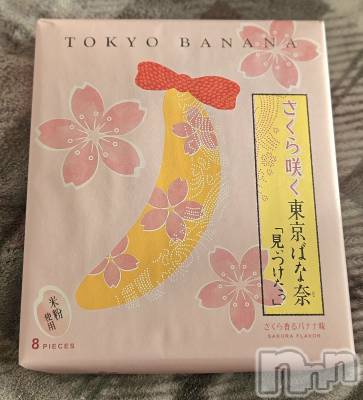 TOKYO BANANA
さくら咲く
東京ばな奈
「見ぃつけたっ」
さくら香るバナナ味
SAKURA FLAVOR
米粉
使用
8 PIECES